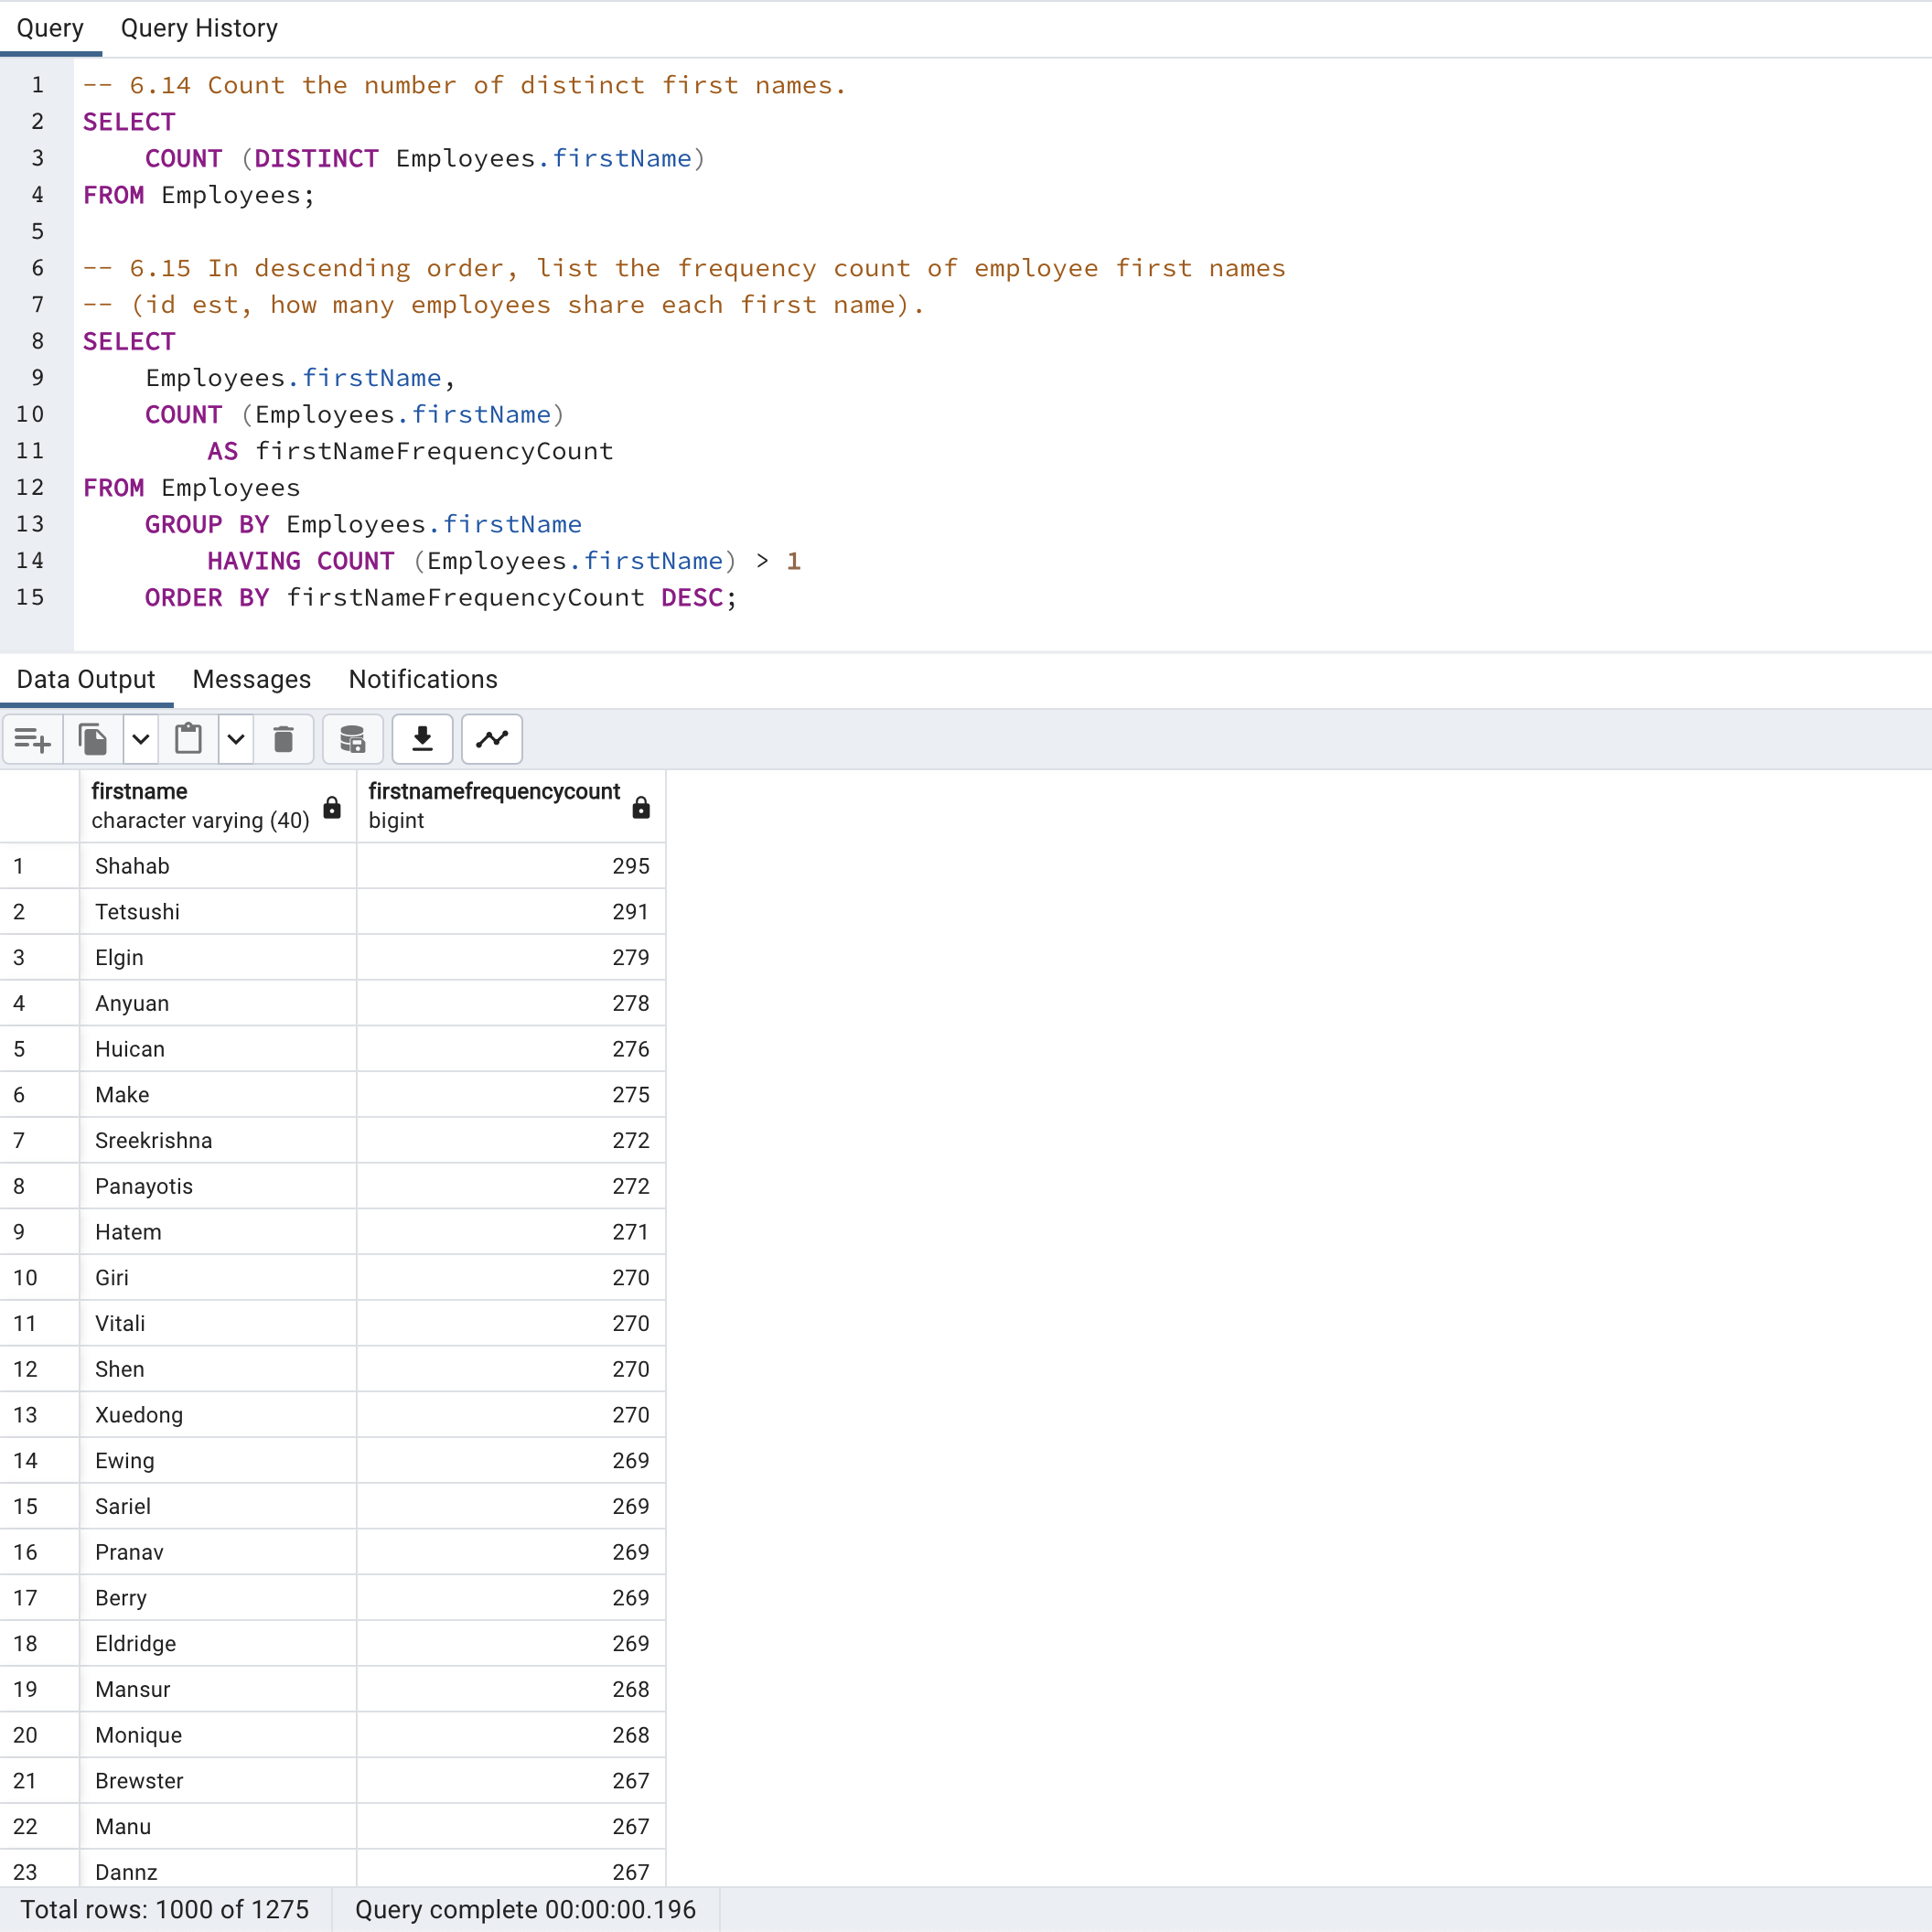 Query Query History
1 -- 6.14 Count the number of distinct first names.
2 SELECT
3 COUNT (DISTINCT Employees.firstName)
4 FROM Employees;
5
6 -- 6.15 In descending order, list the frequency count of employee first names
7 -- (id est, how many employees share each first name).
8 SELECT
9 Employees.firstName,
10 COUNT (Employees.firstName)
11 AS firstNameFrequencyCount
12 FROM Employees
13 GROUP BY Employees.firstName
14 HAVING COUNT (Employees.firstName) > 1
15 ORDER BY firstNameFrequencyCount DESC;
Data Output Messages Notifications
firstname firstnamefrequencycount
character varying (40) bigint
1 Shahab 295
2 Tetsushi 291
3 Elgin 279
4 Anyuan 278
5 Huican 276
6 Make 275
7 Sreekrishna 272
8 Panayotis 272
9 Hatem 271
10 Giri 270
11 Vitali 270
12 Shen 270
13 Xuedong 270
14 Ewing 269
15 Sariel 269
16 Pranav 269
17 Berry 269
18 Eldridge 269
19 Mansur 268
20 Monique 268
21 Brewster 267
22 Manu 267
23 Dannz 267
Total rows: 1000 of 1275 Query complete 00:00:00.196